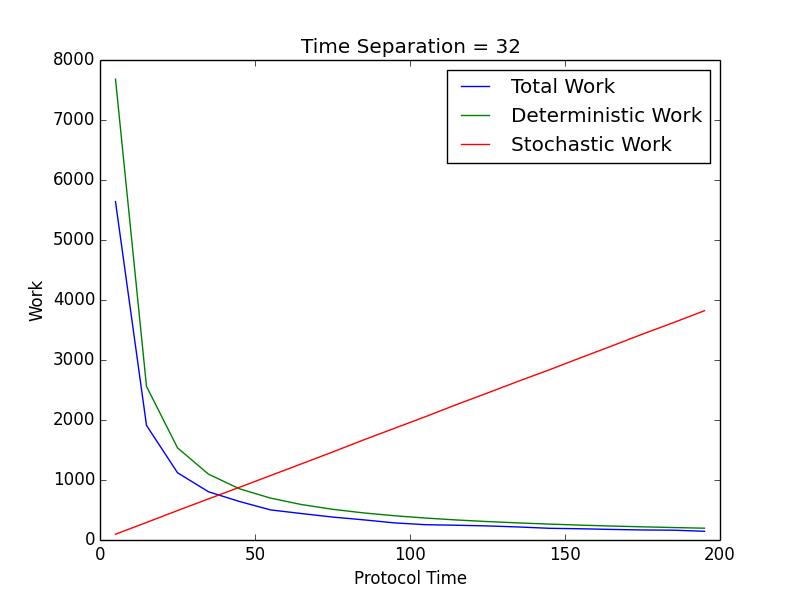 Time Separation = 32
8000
7000
6000
5000
4000
3000
2000
1000
0
Work
Total Work
Deterministic Work
Stochastic Work
0 50 100 150 200
Protocol Time